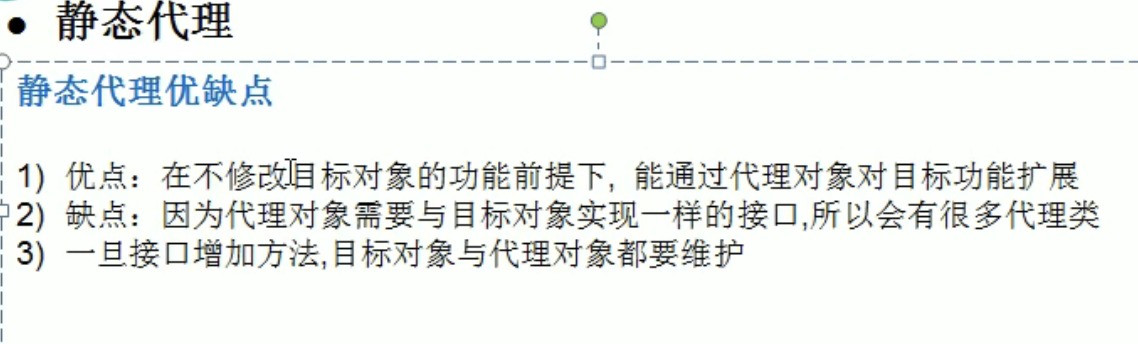 ● 静态代理
静态代理优缺点
1) 优点：在不修改目标对象的功能前提下, 能通过代理对象对目标功能扩展
2) 缺点：因为代理对象需要与目标对象实现一样的接口,所以会有很多代理类
3) 一旦接口增加方法,目标对象与代理对象都要维护